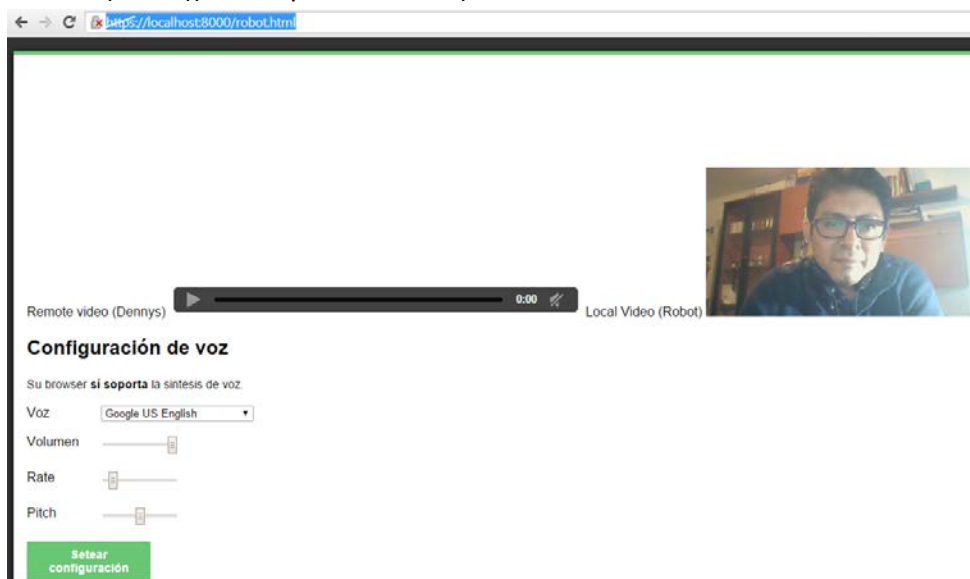 https://localhost:8000/robot.html
Remote video (Dennys) 0:00 Local Video (Robot)
Configuración de voz
Su browser sí soporta la sintesis de voz.
Voz Google US English
Volumen
Rate
Pitch
Setear
configuración